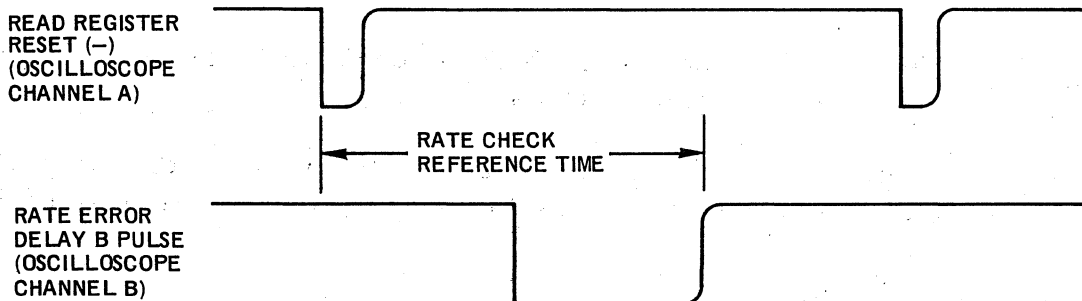 READ REGISTER
RESET (–)
(OSCILLOSCOPE
CHANNEL A)
RATE CHECK
REFERENCE TIME
RATE ERROR
DELAY B PULSE
(OSCILLOSCOPE
CHANNEL B)